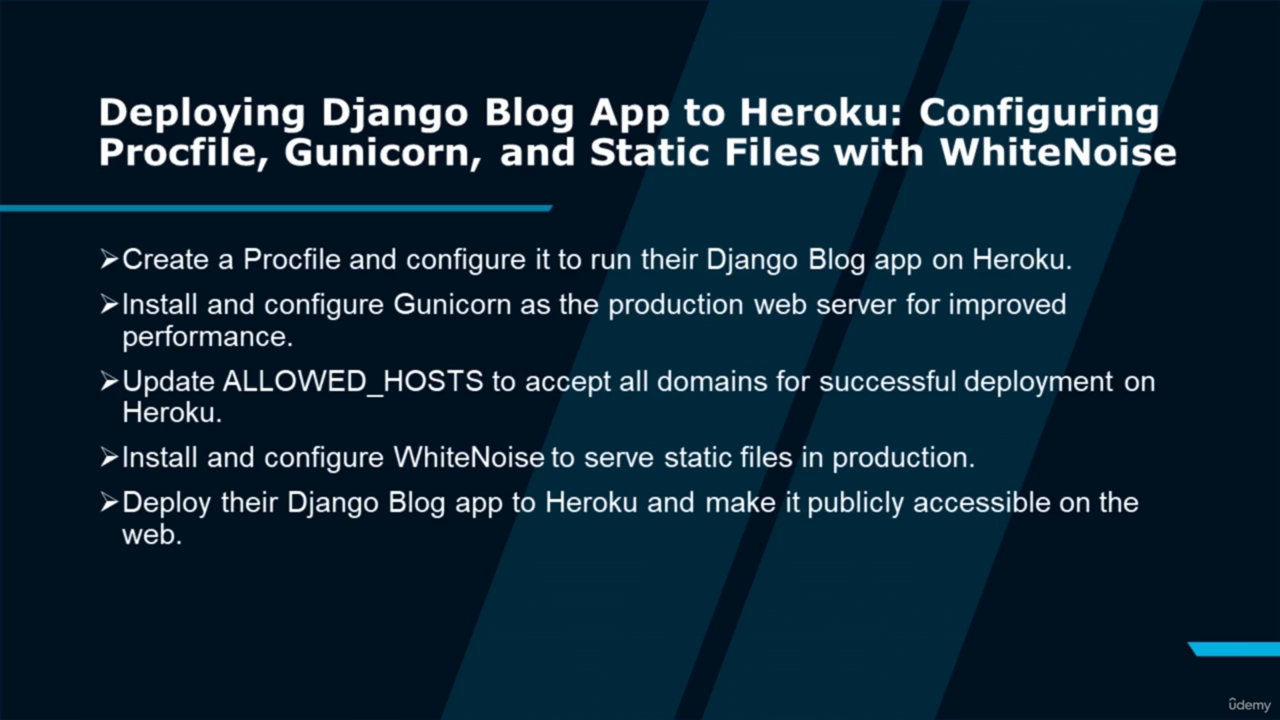 Deploying Django Blog App to Heroku: Configuring
Procfile, Gunicorn, and Static Files with WhiteNoise
➢Create a Procfile and configure it to run their Django Blog app on Heroku.
➢Install and configure Gunicorn as the production web server for improved
performance.
➢Update ALLOWED_HOSTS to accept all domains for successful deployment on
Heroku.
➢Install and configure WhiteNoise to serve static files in production.
➢Deploy their Django Blog app to Heroku and make it publicly accessible on the
web.
ûdemy